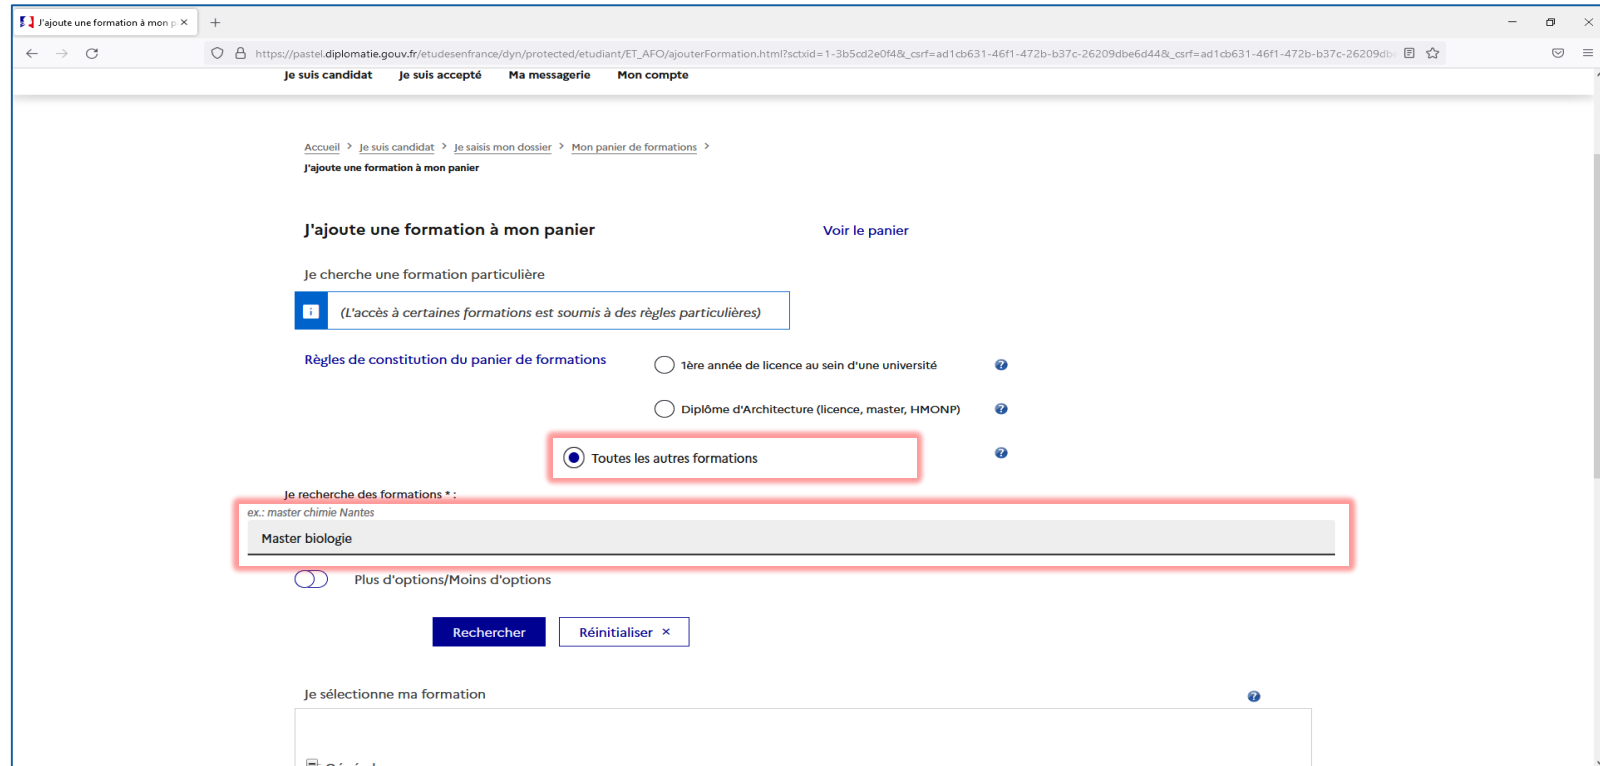 J'ajoute une formation à mon p
https://pastel.diplomatie.gouv.fr/etudesenfrance/dyn/protected/etudiant/ET_AFO/ajouterFormation.html?sctxid=1-3b5cd2e0f4&_csrf=ad1cb631-46f1-472b-b37c-26209dbe6d44&_csrf=ad1cb631-46f1-472b-b37c-26209db
Je suis candidat Je suis accepté Ma messagerie Mon compte
Accueil > Je suis candidat > Je saisis mon dossier > Mon panier de formations >
J'ajoute une formation à mon panier
J'ajoute une formation à mon panier Voir le panier
Je cherche une formation particulière
(L'accès à certaines formations est soumis à des règles particulières)
Règles de constitution du panier de formations
1ère année de licence au sein d'une université
Diplôme d'Architecture (licence, master, HMONP)
Toutes les autres formations
Je recherche des formations * :
ex.: master chimie Nantes
Master biologie
Plus d'options/Moins d'options
Rechercher Réinitialiser ×
Je sélectionne ma formation